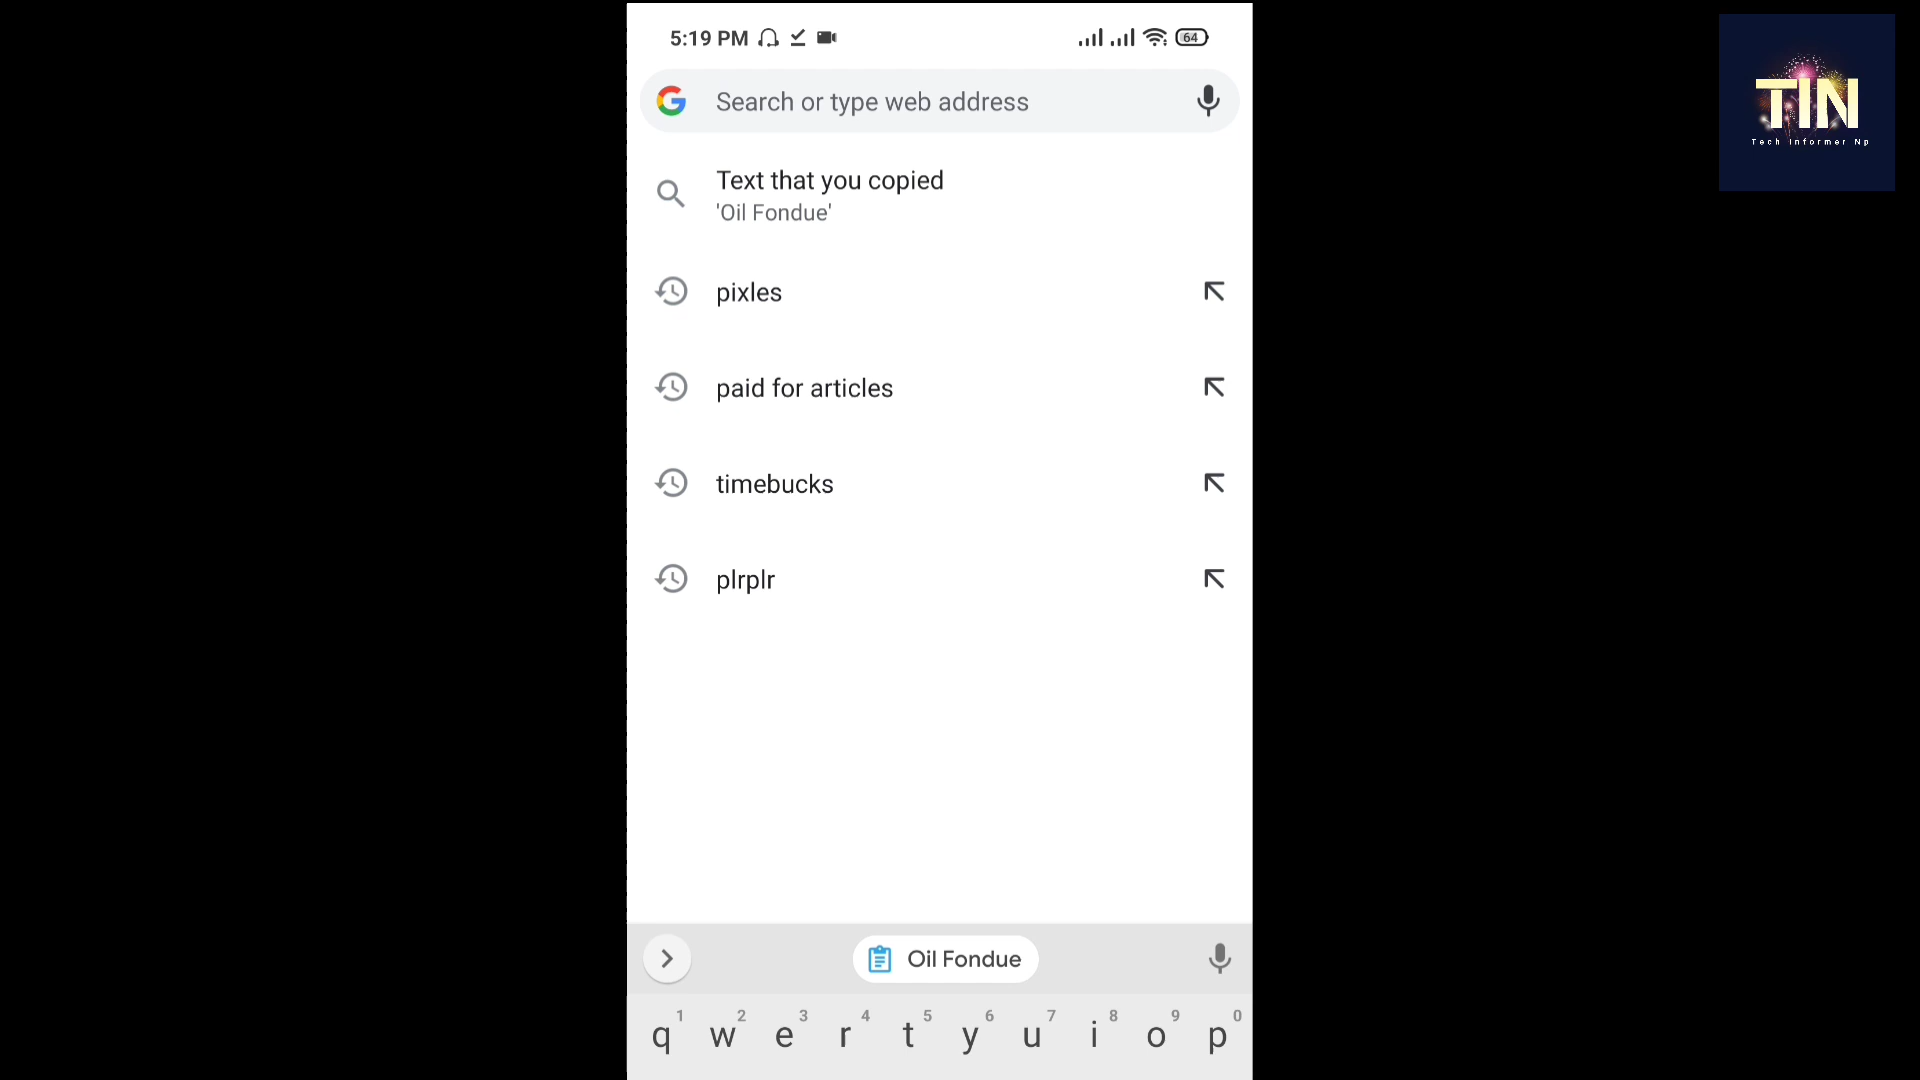 5:19 PM
64
TIN
Tech Informer Np
Search or type web address
Text that you copied
'Oil Fondue'
pixles
paid for articles
timebucks
plrplr
Oil Fondue
1 2 3 4 5 6 7 8 9 0
q w e r t y u i o p